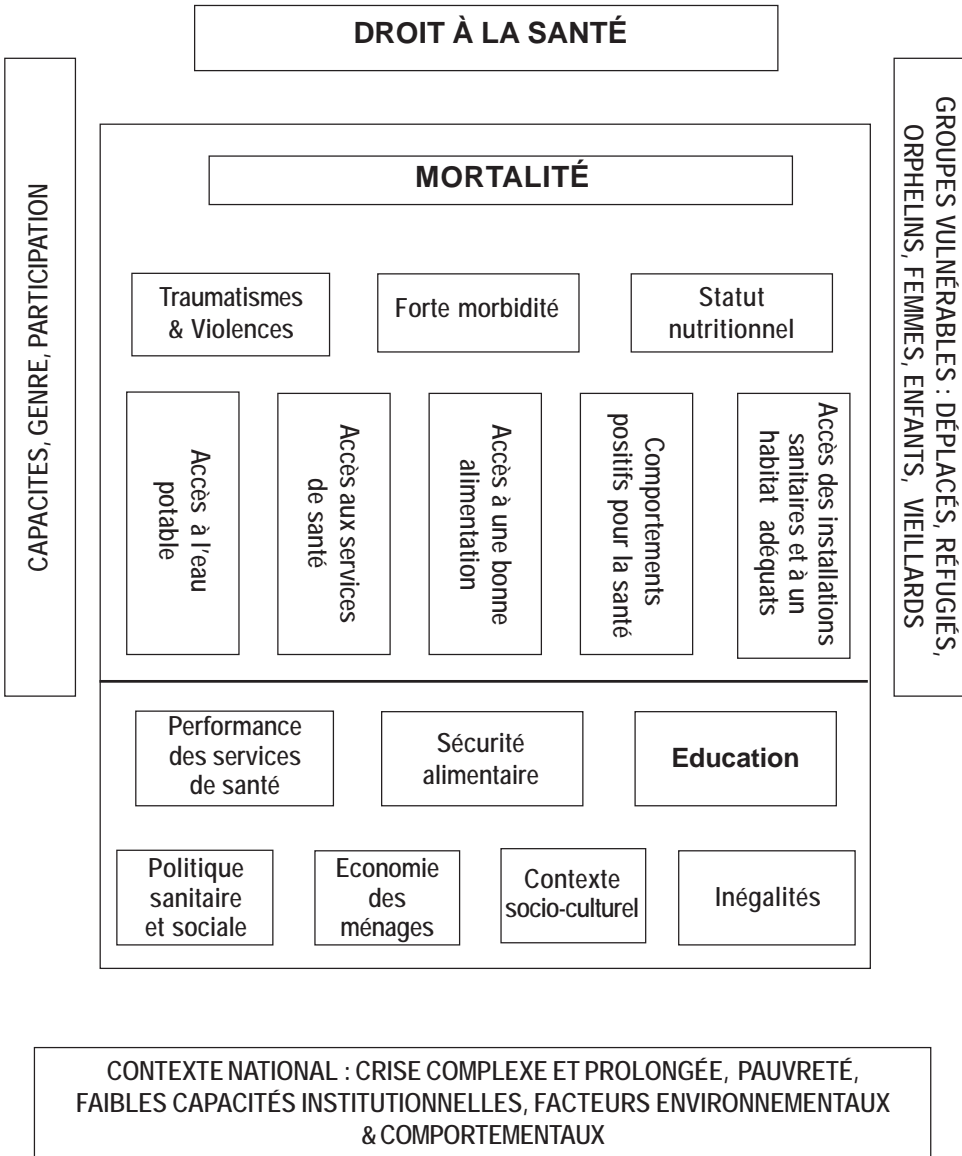 DROIT À LA SANTÉ
CAPACITES, GENRE, PARTICIPATION
GROUPES VULNÉRABLES : DÉPLACÉS, RÉFUGIÉS,
ORPHELINS, FEMMES, ENFANTS, VIEILLARDS
MORTALITÉ
Traumatismes
& Violences
Forte morbidité
Statut
nutritionnel
Accès à l'eau
potable
Accès aux services
de santé
Accès à une bonne
alimentation
Comportements
positifs pour la santé
Accès des installations
sanitaires et à un
habitat adéquats
Performance
des services
de santé
Sécurité
alimentaire
Education
Politique
sanitaire
et sociale
Economie
des
ménages
Contexte
socio-culturel
Inégalités
CONTEXTE NATIONAL : CRISE COMPLEXE ET PROLONGÉE, PAUVRETÉ,
FAIBLES CAPACITÉS INSTITUTIONNELLES, FACTEURS ENVIRONNEMENTAUX
& COMPORTEMENTAUX